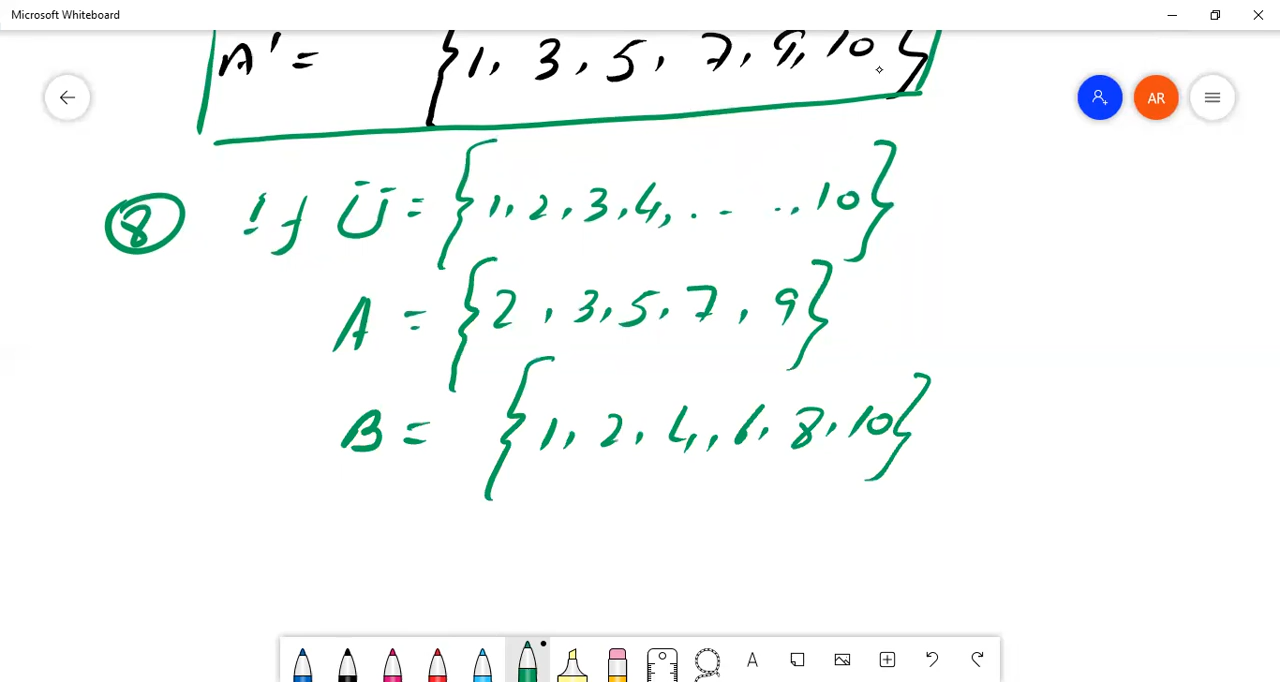 Microsoft Whiteboard
A' = {1, 3, 5, 7, 9, 10}
AR
8 if U = {1, 2, 3, 4, . - . ., 10}
A = {2, 3, 5, 7, 9}
B = {1, 2, 4, , 6, 8, 10}
A